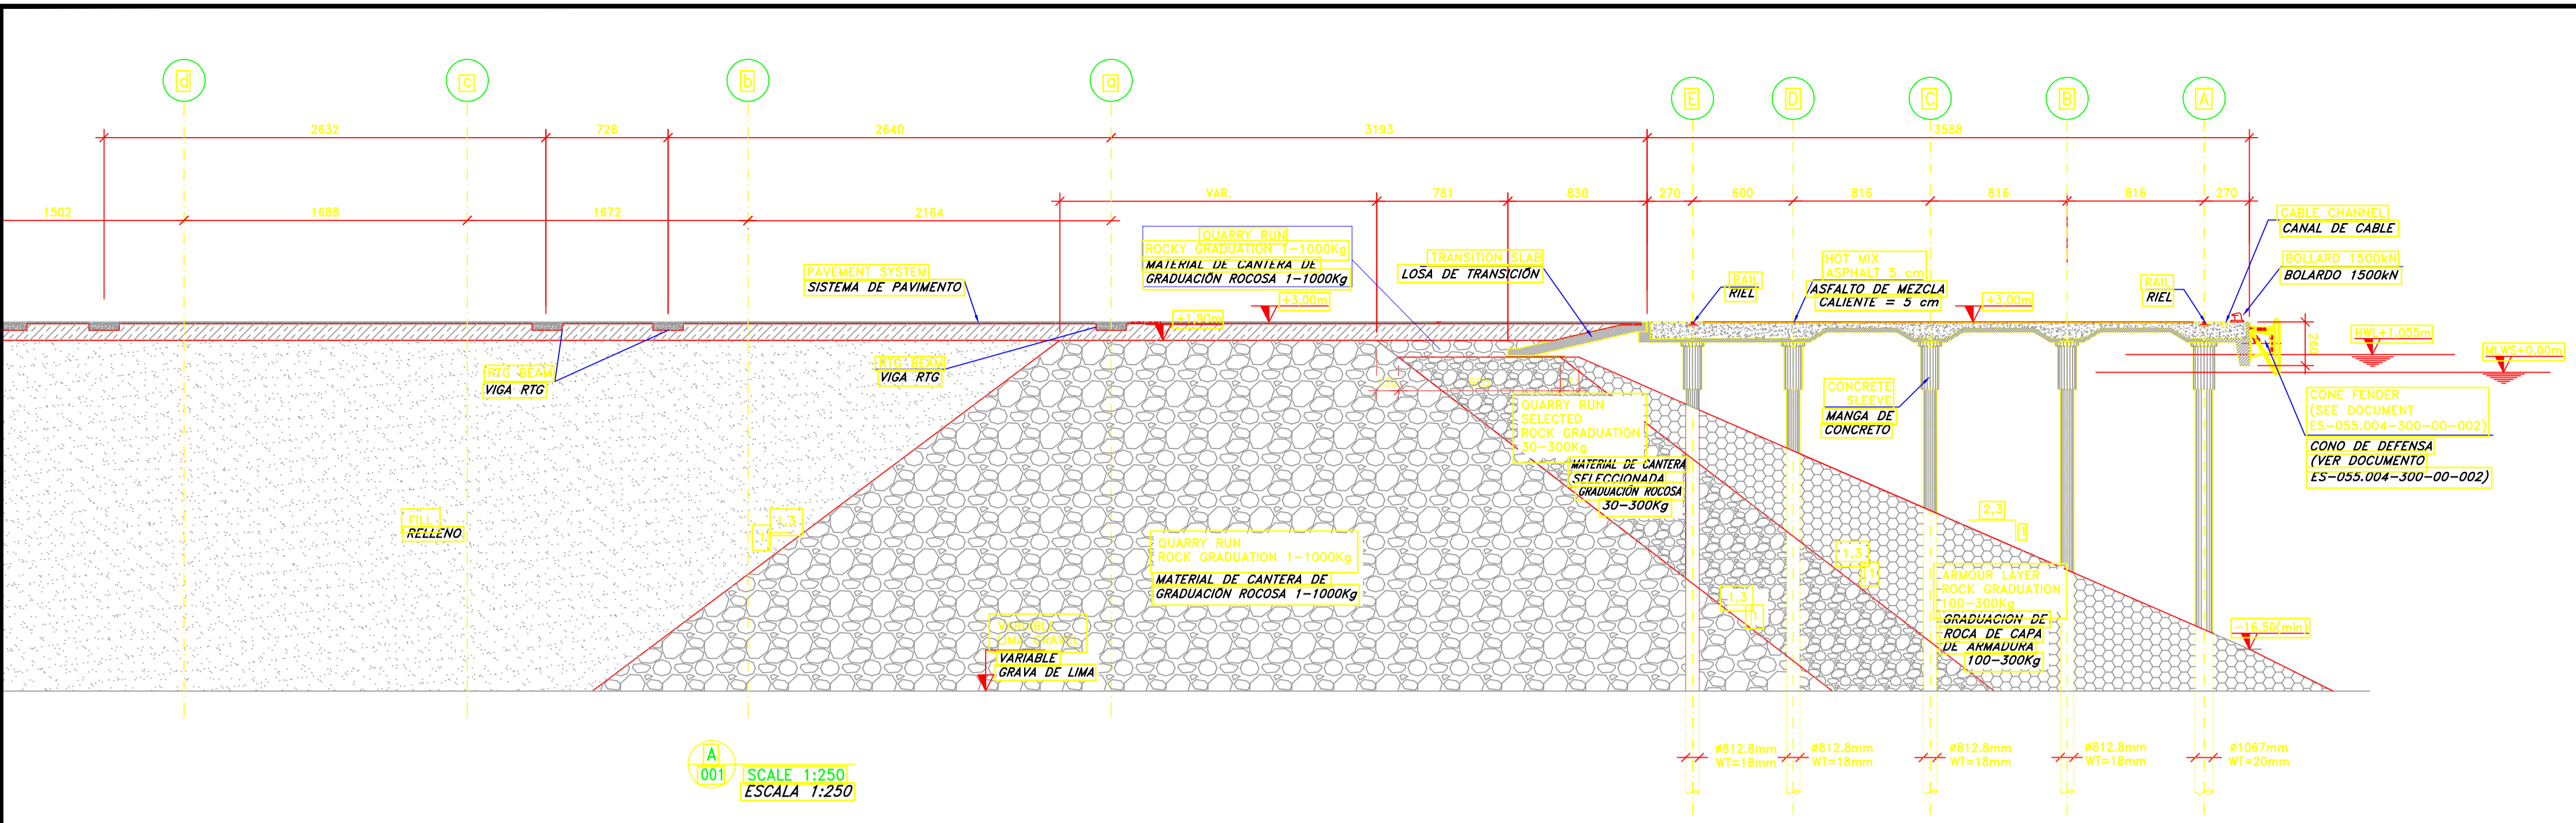 d
c
b
a
E
D
C
B
A
2632
728
2640
3193
3588
VAR.
781
830
270
600
816
816
816
270
1502
1688
1672
2164
CABLE CHANNEL
CANAL DE CABLE
BOLLARD 1500kN
BOLARDO 1500kN
QUARRY RUN
ROCKY GRADUATION 1-1000Kg
MATERIAL DE CANTERA DE
GRADUACIÓN ROCOSA 1-1000Kg
TRANSITION SLAB
LOSA DE TRANSICIÓN
HOT MIX
ASPHALT 5 cm
ASFALTO DE MEZCLA
CALIENTE = 5 cm
PAVEMENT SYSTEM
SISTEMA DE PAVIMENTO
RAIL
RIEL
RAIL
RIEL
+3,00m
+3,00m
+1,90m
HWL+1,055m
MLWS+0,00m
260
RTG BEAM
VIGA RTG
RTG BEAM
VIGA RTG
CONCRETE
SLEEVE
MANGA DE
CONCRETO
CONE FENDER
(SEE DOCUMENT
ES-055.004-300-00-002)
CONO DE DEFENSA
(VER DOCUMENTO
ES-055.004-300-00-002)
QUARRY RUN
SELECTED
ROCK GRADUATION
30-300Kg
MATERIAL DE CANTERA
SELECCIONADA
GRADUACIÓN ROCOSA
30-300Kg
FILL
RELLENO
1,3
1
QUARRY RUN
ROCK GRADUATION 1-1000Kg
MATERIAL DE CANTERA DE
GRADUACIÓN ROCOSA 1-1000Kg
2,3
1
1,3
1
1,3
1
ARMOUR LAYER
ROCK GRADUATION
100-300Kg
GRADUACIÓN DE
ROCA DE CAPA
DE ARMADURA
100-300Kg
VARIABLE
LIMA GRAVEL
VARIABLE
GRAVA DE LIMA
-16,50(min)
A
001
SCALE 1:250
ESCALA 1:250
ø812.8mm
WT=18mm
ø812.8mm
WT=18mm
ø812.8mm
WT=18mm
ø812.8mm
WT=18mm
ø1067mm
WT=20mm